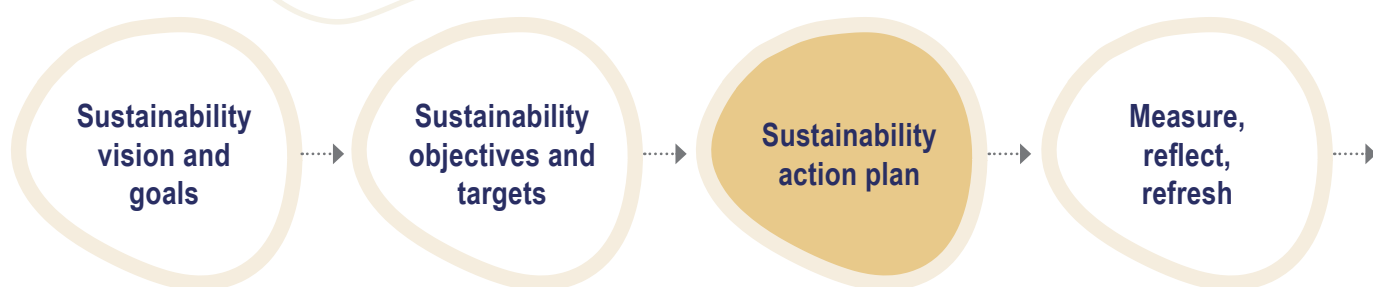 Sustainability
vision and
goals
Sustainability
objectives and
targets
Sustainability
action plan
Measure,
reflect,
refresh